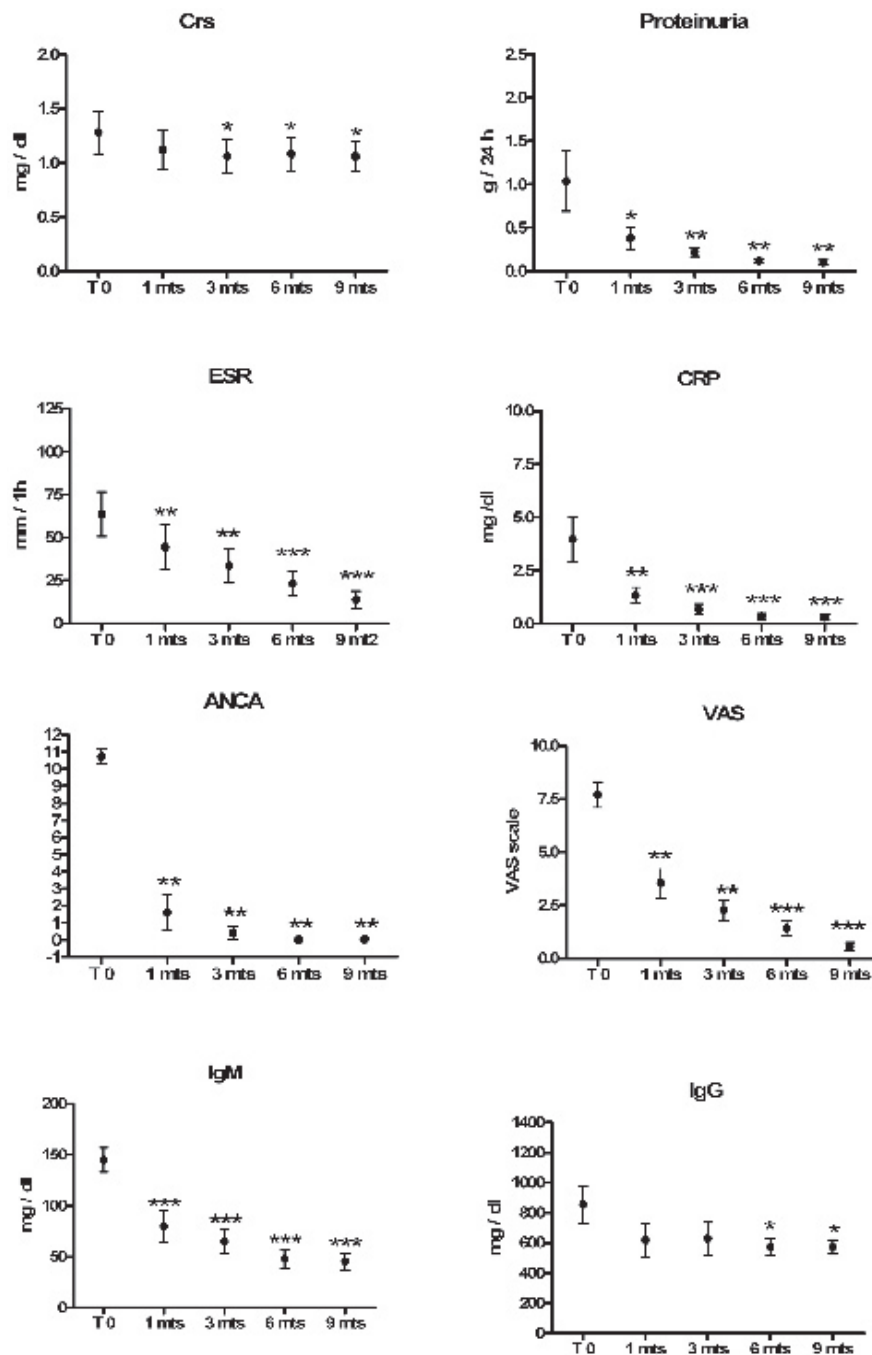 Crs
2.0
1.5
1.0
0.5
0.0
mg / dl
* * *
T0 1 mts 3 mts 6 mts 9 mts
Proteinuria
2.5
2.0
1.5
1.0
0.5
0.0
g / 24 h
* ** ** **
T0 1 mts 3 mts 6 mts 9 mts
ESR
125
100
75
50
25
0
mm / 1h
** ** *** ***
T0 1 mts 3 mts 6 mts 9 mt2
CRP
10.0
7.5
5.0
2.5
0.0
mg /dl
** *** *** ***
T0 1 mts 3 mts 6 mts 9 mts
ANCA
12
11
10
9
8
7
6
5
4
3
2
1
0
-1
** ** ** **
T0 1 mts 3 mts 6 mts 9 mts
VAS
10.0
7.5
5.0
2.5
0.0
VAS scale
** ** *** ***
T0 1 mts 3 mts 6 mts 9 mts
IgM
200
150
100
50
0
mg / dl
*** *** *** ***
T0 1 mts 3 mts 6 mts 9 mts
IgG
1400
1200
1000
800
600
400
200
0
mg / dl
* *
T0 1 mts 3 mts 6 mts 9 mts